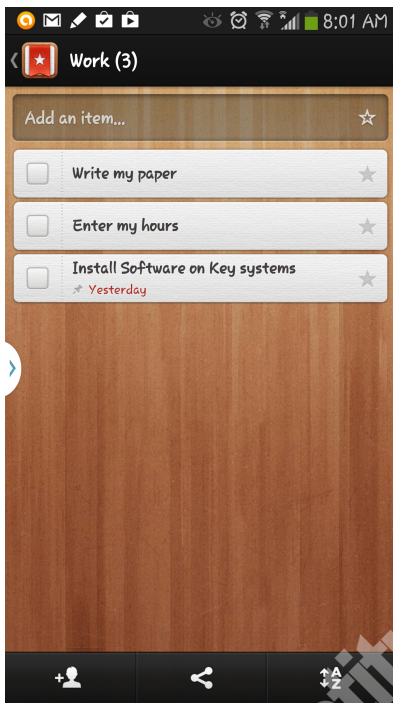 8:01 AM
Work (3)
Add an item...
Write my paper
Enter my hours
Install Software on Key systems
Yesterday
A
Z